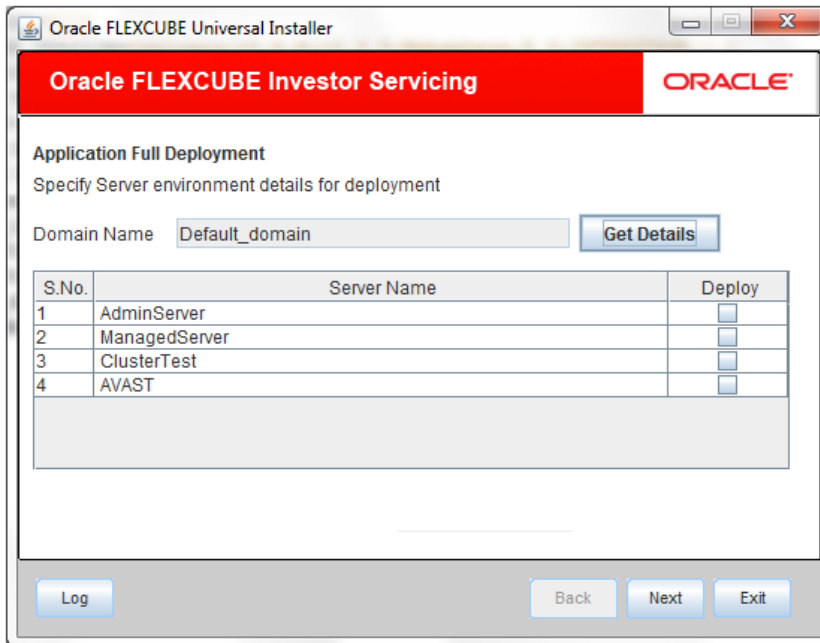 Oracle FLEXCUBE Universal Installer
Oracle FLEXCUBE Investor Servicing ORACLE
Application Full Deployment
Specify Server environment details for deployment
Domain Name Default_domain Get Details
S.No. Server Name Deploy
1 AdminServer
2 ManagedServer
3 ClusterTest
4 AVAST
Log Back Next Exit